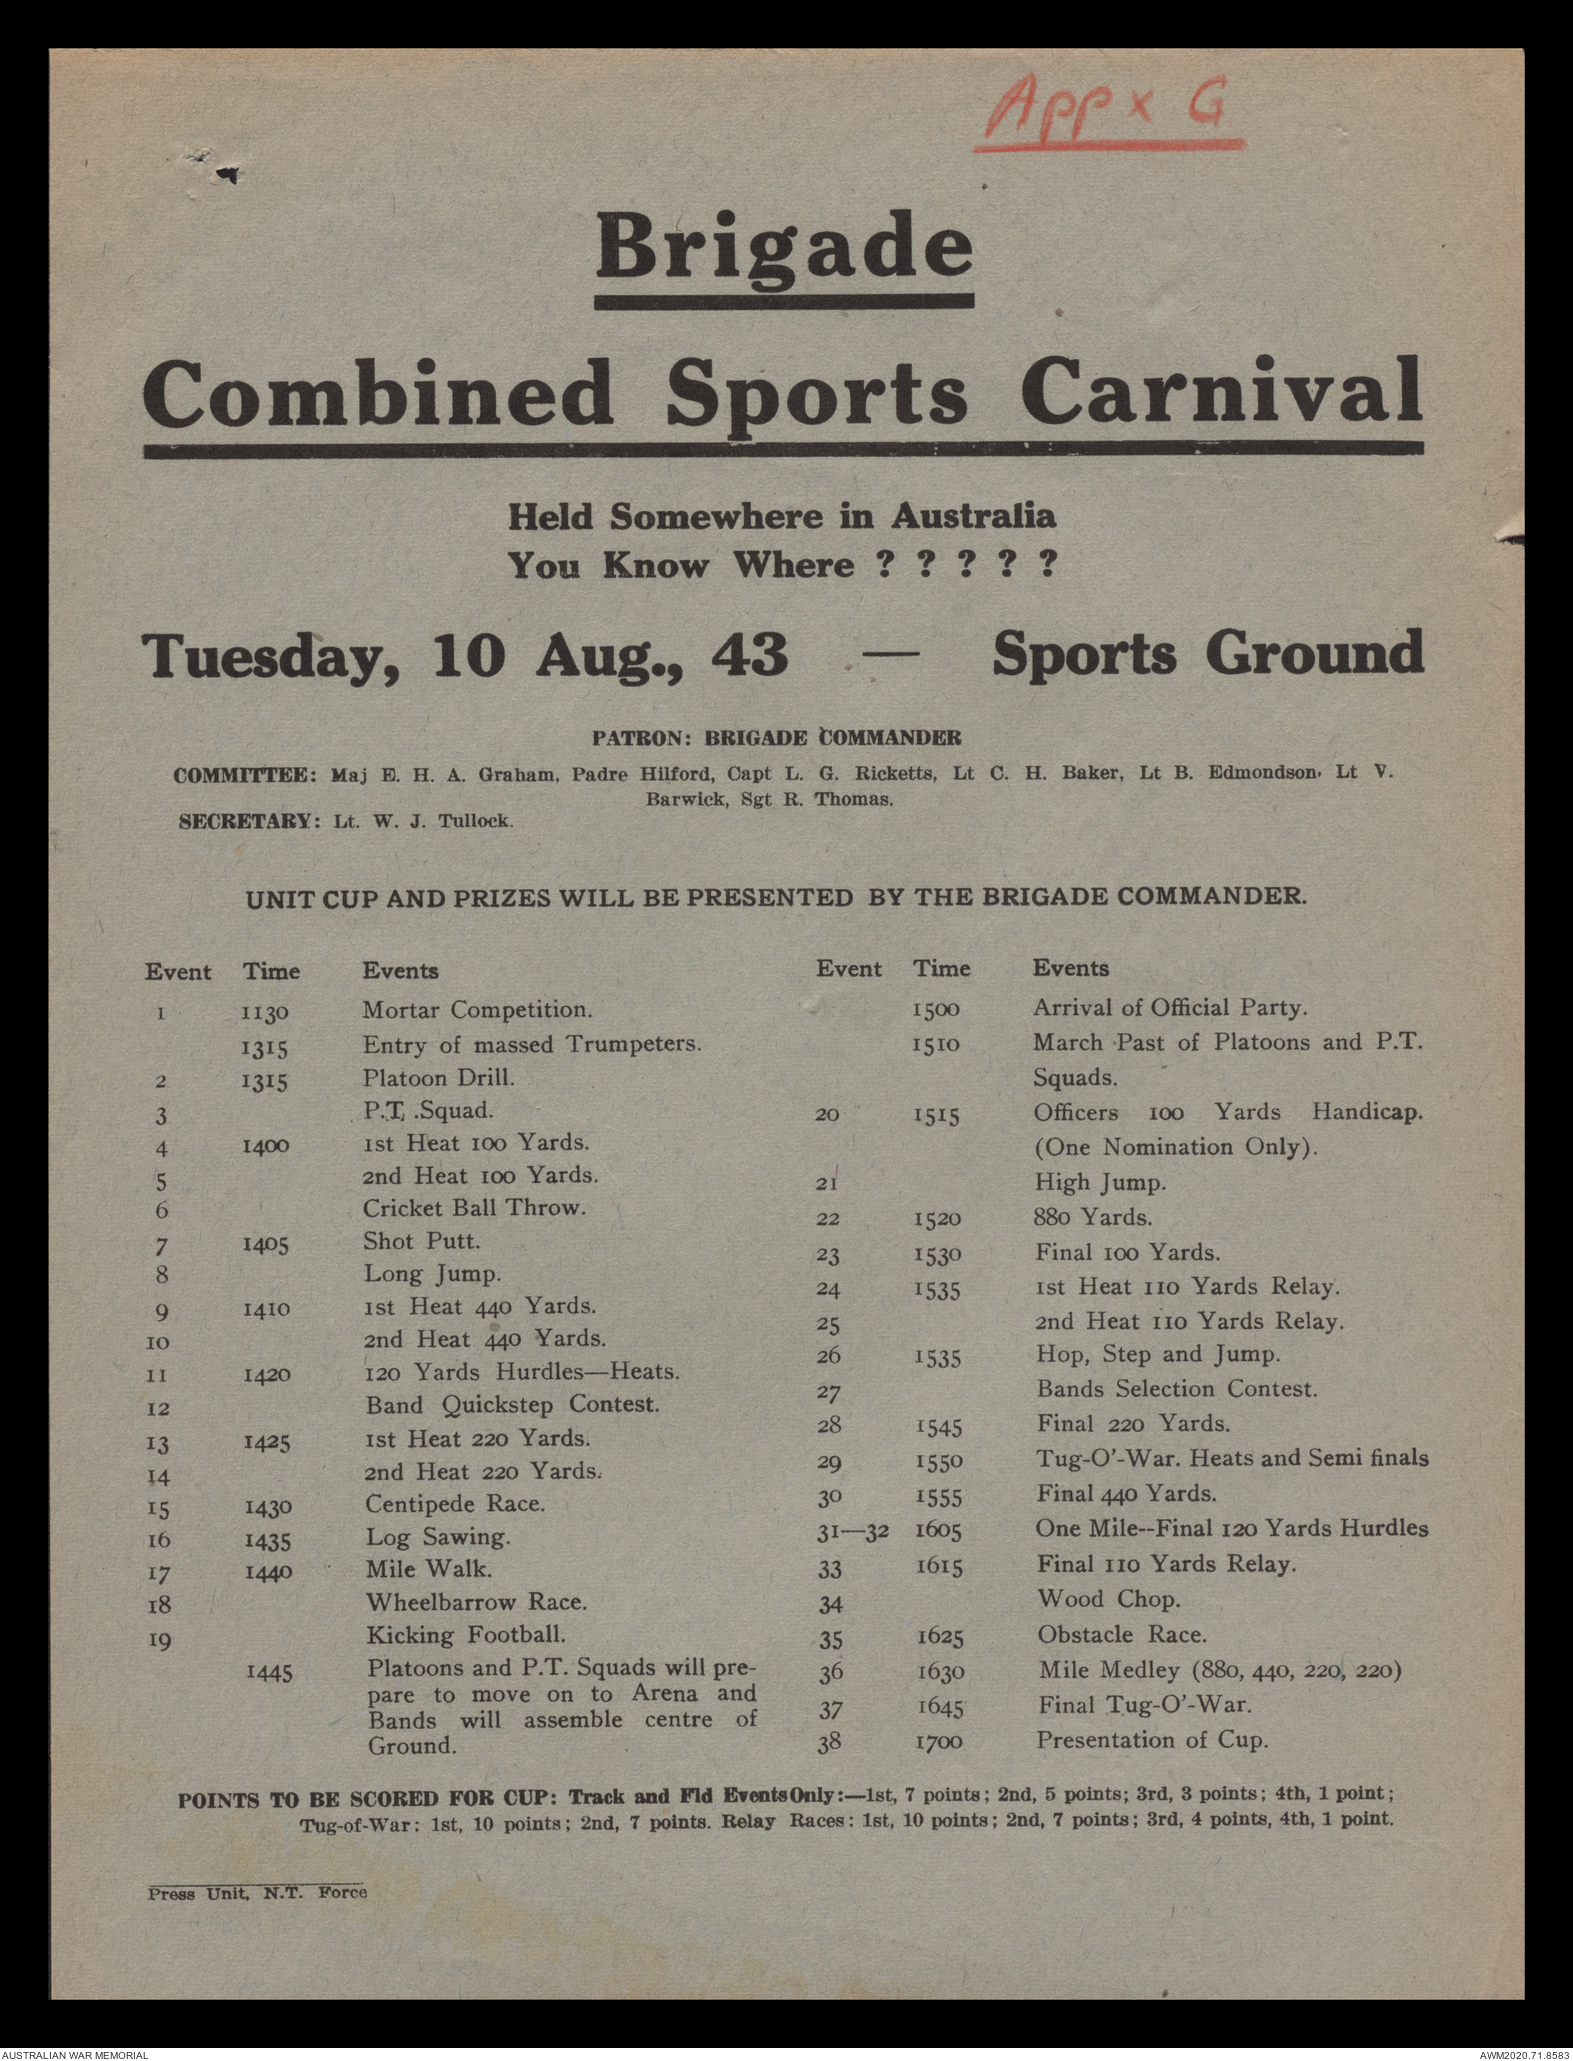 Appx G
Brigade
Combined Sports Carnival
Held Somewhere in Australia
You Know Where ? ? ? ? ?
Tuesday, 10 Aug., 43 — Sports Ground
PATRON: BRIGADE COMMANDER
COMMITTEE: Maj E. H. A. Graham, Padre Hilford, Capt L. G. Ricketts, Lt C. H. Baker, Lt B. Edmondson, Lt V.
Barwick, Sgt R. Thomas.
SECRETARY: Lt. W. J. Tullock.
UNIT CUP AND PRIZES WILL BE PRESENTED BY THE BRIGADE COMMANDER.
Event Time Events
1 1130 Mortar Competition.
1315 Entry of massed Trumpeters.
2 1315 Platoon Drill.
3 P.T. .Squad.
4 1400 1st Heat 100 Yards.
5 2nd Heat 100 Yards.
6 Cricket Ball Throw.
7 1405 Shot Putt.
8 Long Jump.
9 1410 1st Heat 440 Yards.
10 2nd Heat 440 Yards.
11 1420 120 Yards Hurdles—Heats.
12 Band Quickstep Contest.
13 1425 1st Heat 220 Yards.
14 2nd Heat 220 Yards.
15 1430 Centipede Race.
16 1435 Log Sawing.
17 1440 Mile Walk.
18 Wheelbarrow Race.
19 Kicking Football.
1445 Platoons and P.T. Squads will pre-
pare to move on to Arena and
Bands will assemble centre of
Ground.
Event Time Events
1500 Arrival of Official Party.
1510 March Past of Platoons and P.T.
Squads.
20 1515 Officers 100 Yards Handicap.
(One Nomination Only).
21 High Jump.
22 1520 880 Yards.
23 1530 Final 100 Yards.
24 1535 1st Heat 110 Yards Relay.
25 2nd Heat 110 Yards Relay.
26 1535 Hop, Step and Jump.
27 Bands Selection Contest.
28 1545 Final 220 Yards.
29 1550 Tug-O'-War. Heats and Semi finals
30 1555 Final 440 Yards.
31—32 1605 One Mile--Final 120 Yards Hurdles
33 1615 Final 110 Yards Relay.
34 Wood Chop.
35 1625 Obstacle Race.
36 1630 Mile Medley (880, 440, 220, 220)
37 1645 Final Tug-O'-War.
38 1700 Presentation of Cup.
POINTS TO BE SCORED FOR CUP: Track and Fld Events Only:—1st, 7 points; 2nd, 5 points; 3rd, 3 points; 4th, 1 point;
Tug-of-War: 1st, 10 points; 2nd, 7 points. Relay Races: 1st, 10 points; 2nd, 7 points; 3rd, 4 points, 4th, 1 point.
Press Unit, N.T. Force
AUSTRALIAN WAR MEMORIAL AWM2020.71.8583